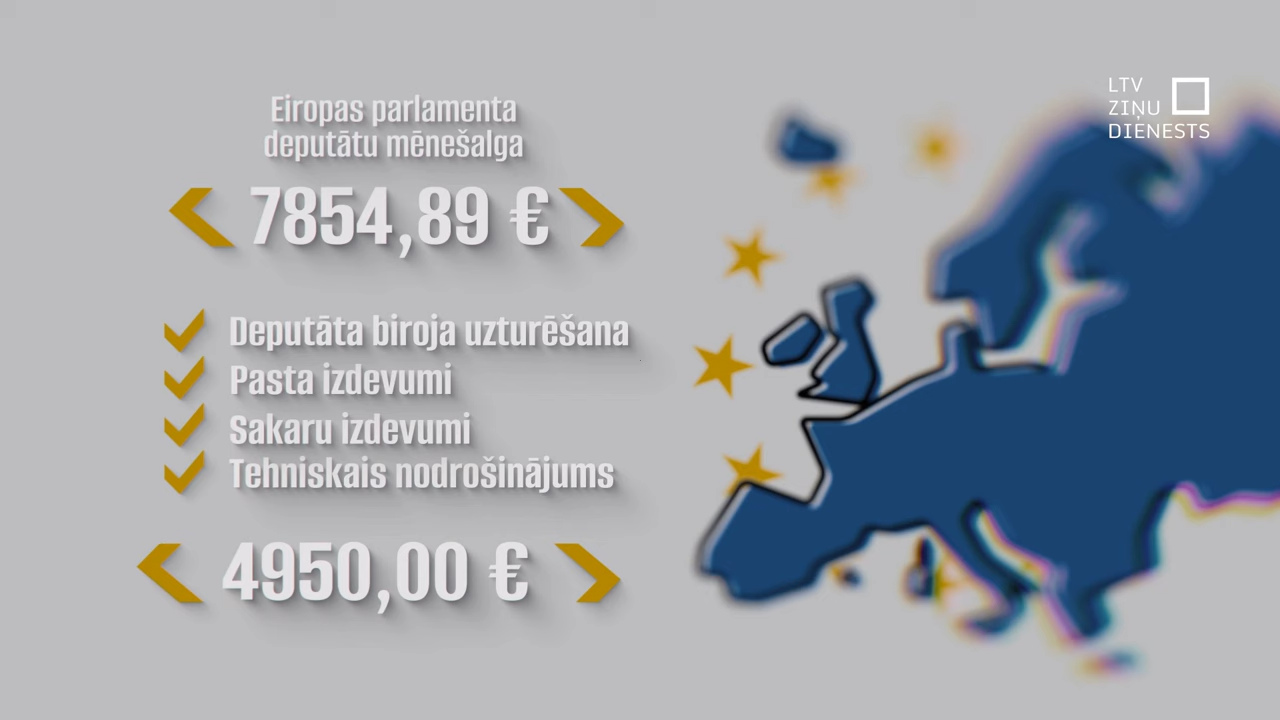 Eiropas parlamenta
deputātu mēnešalga
7854,89 €
Deputāta biroja uzturēšana
Pasta izdevumi
Sakaru izdevumi
Tehniskais nodrošinājums
4950,00 €
LTV
ZIŅU
DIENESTS